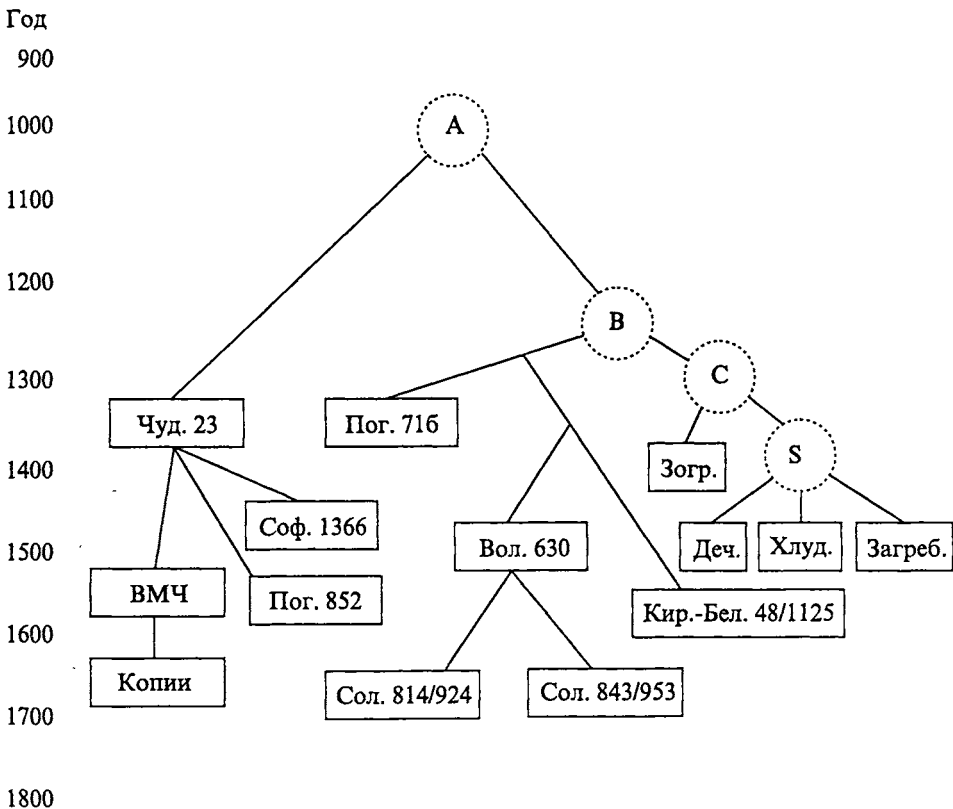 Год
900
1000
A
1100
1200
B
1300
C
Чуд. 23
Пог. 716
1400
Зогр.
S
Соф. 1366
1500
Вол. 630
Деч.
Хлуд.
Загреб.
ВМЧ
Пог. 852
Кир.-Бел. 48/1125
1600
Копии
Сол. 814/924
Сол. 843/953
1700
1800